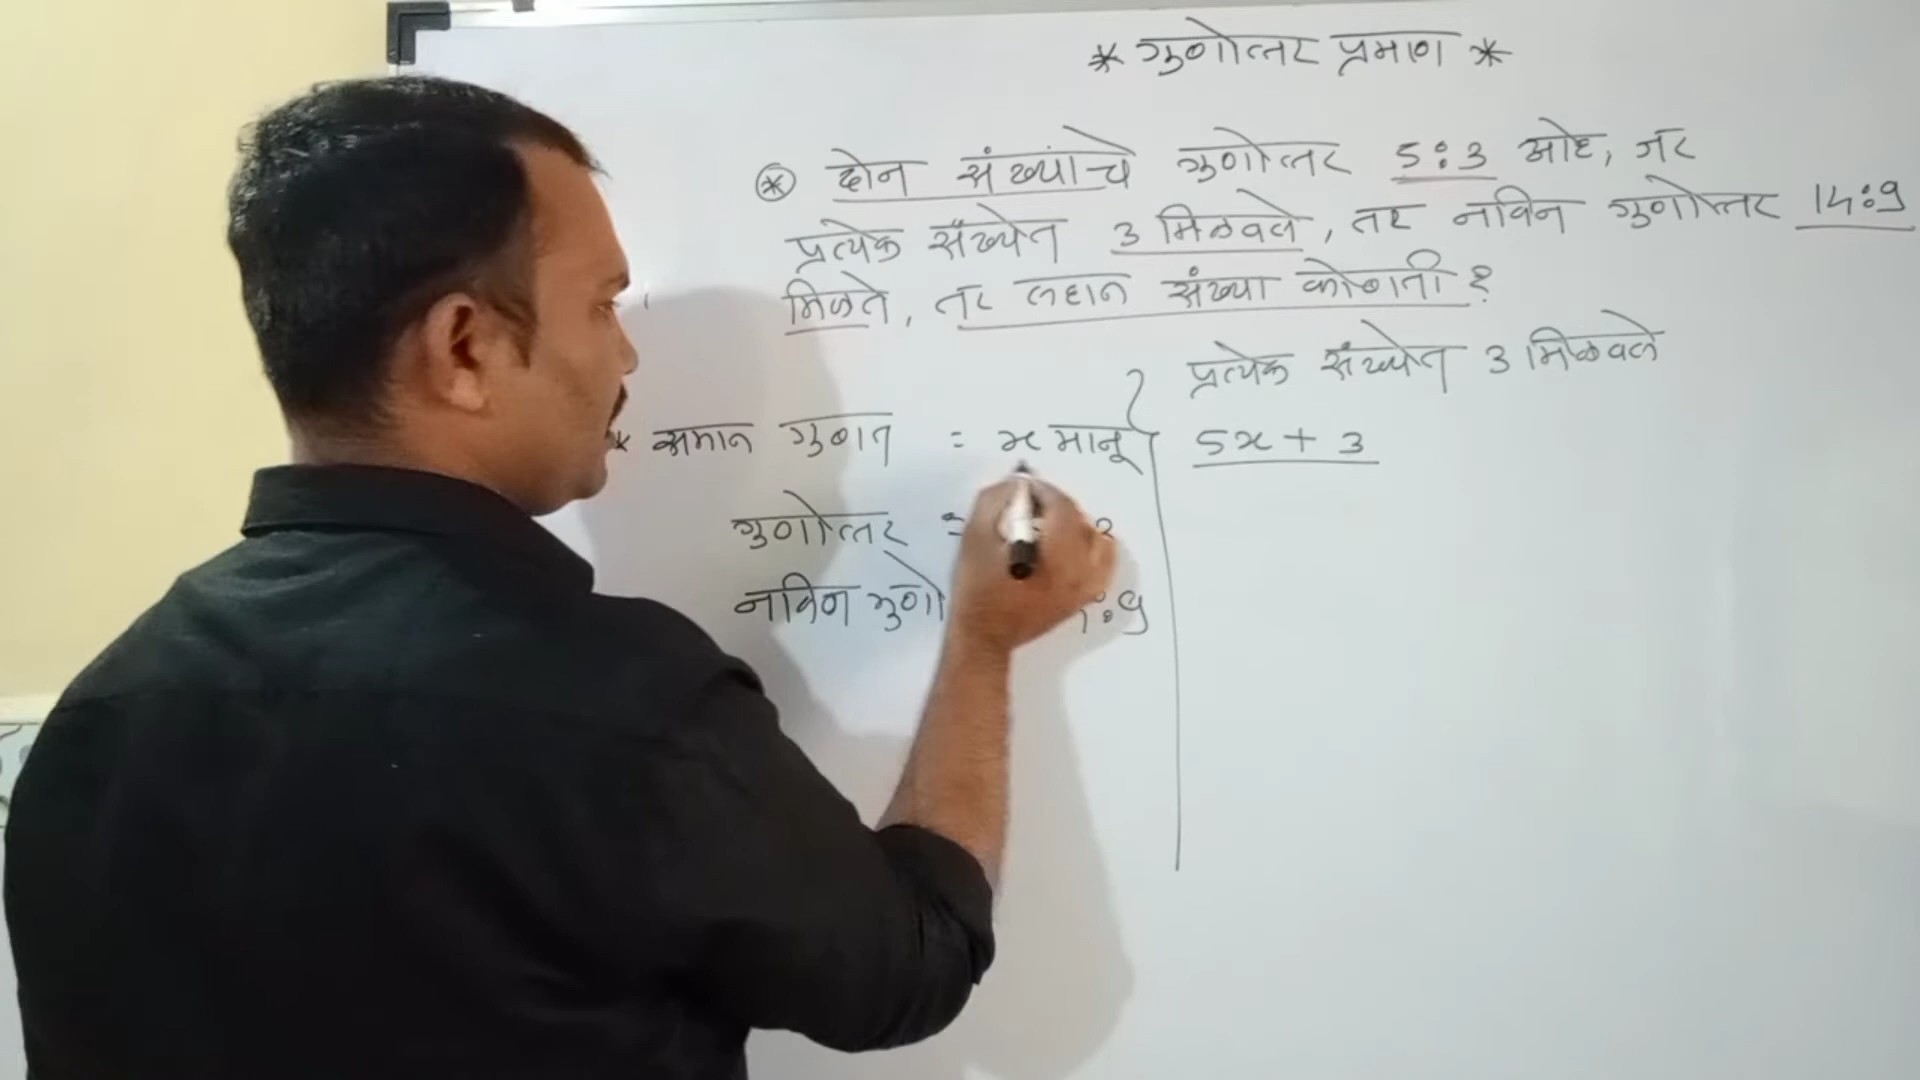 * गुणोत्तर प्रमाण *
* दोन संख्यांचे गुणोत्तर 5:3 आहे, जर
प्रत्येक संख्येत 3 मिळवले, तर नविन गुणोत्तर 14:9
मिळते, तर लहान संख्या कोणती?
प्रत्येक संख्येत 3 मिळवले
* समान गुणात = x मानू
5x + 3
गुणोत्तर =
नविण गुणो :9